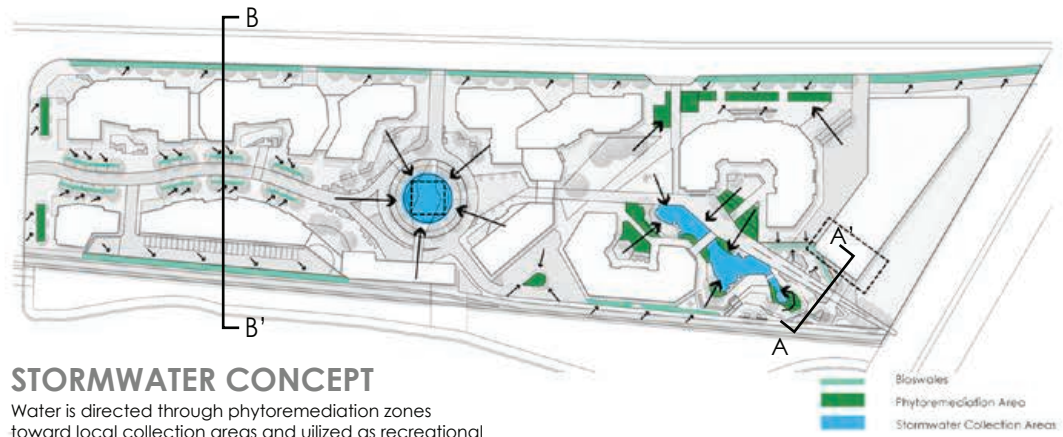 B
B'
A'
A
STORMWATER CONCEPT
Water is directed through phytoremediation zones
toward local collection areas and uilized as recreational
Bioswales
Phytoremediation Area
Stormwater Collection Areas